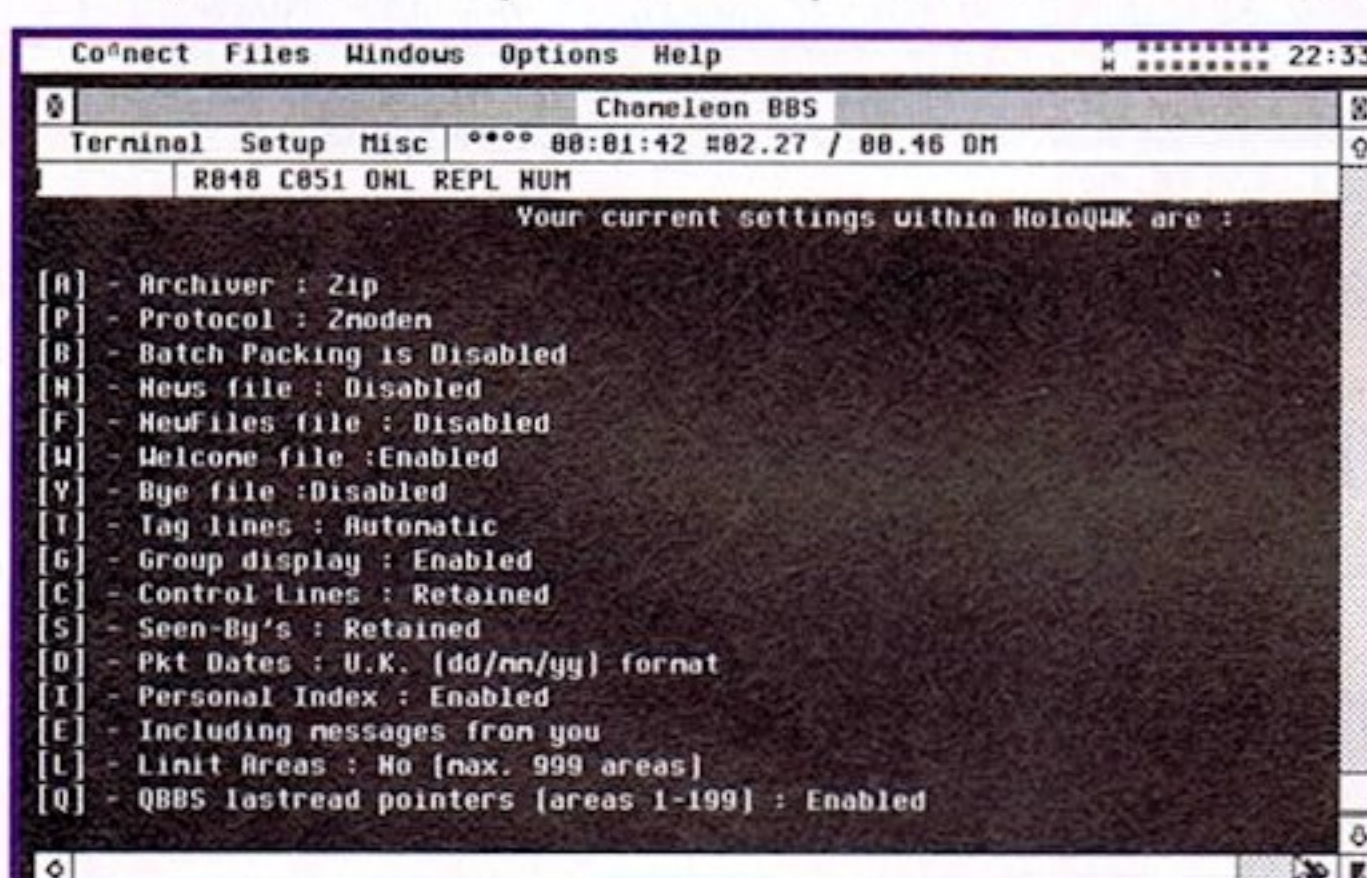 Connect Files Windows Options Help 22:33
Chameleon BBS
Terminal Setup Misc 00:01:42 #02.27 / 00.46 DM
R048 C051 ONL REPL NUM
Your current settings within HoloQWK are :
[A] - Archiver : Zip
[P] - Protocol : Zmodem
[B] - Batch Packing is Disabled
[N] - News file : Disabled
[F] - NewFiles file : Disabled
[W] - Welcome file :Enabled
[Y] - Bye file :Disabled
[T] - Tag lines : Automatic
[G] - Group display : Enabled
[C] - Control Lines : Retained
[S] - Seen-By's : Retained
[D] - Pkt Dates : U.K. (dd/mm/yy) format
[I] - Personal Index : Enabled
[E] - Including messages from you
[L] - Limit Areas : No (max. 999 areas)
[Q] - QBBS lastread pointers (areas 1-199) : Enabled